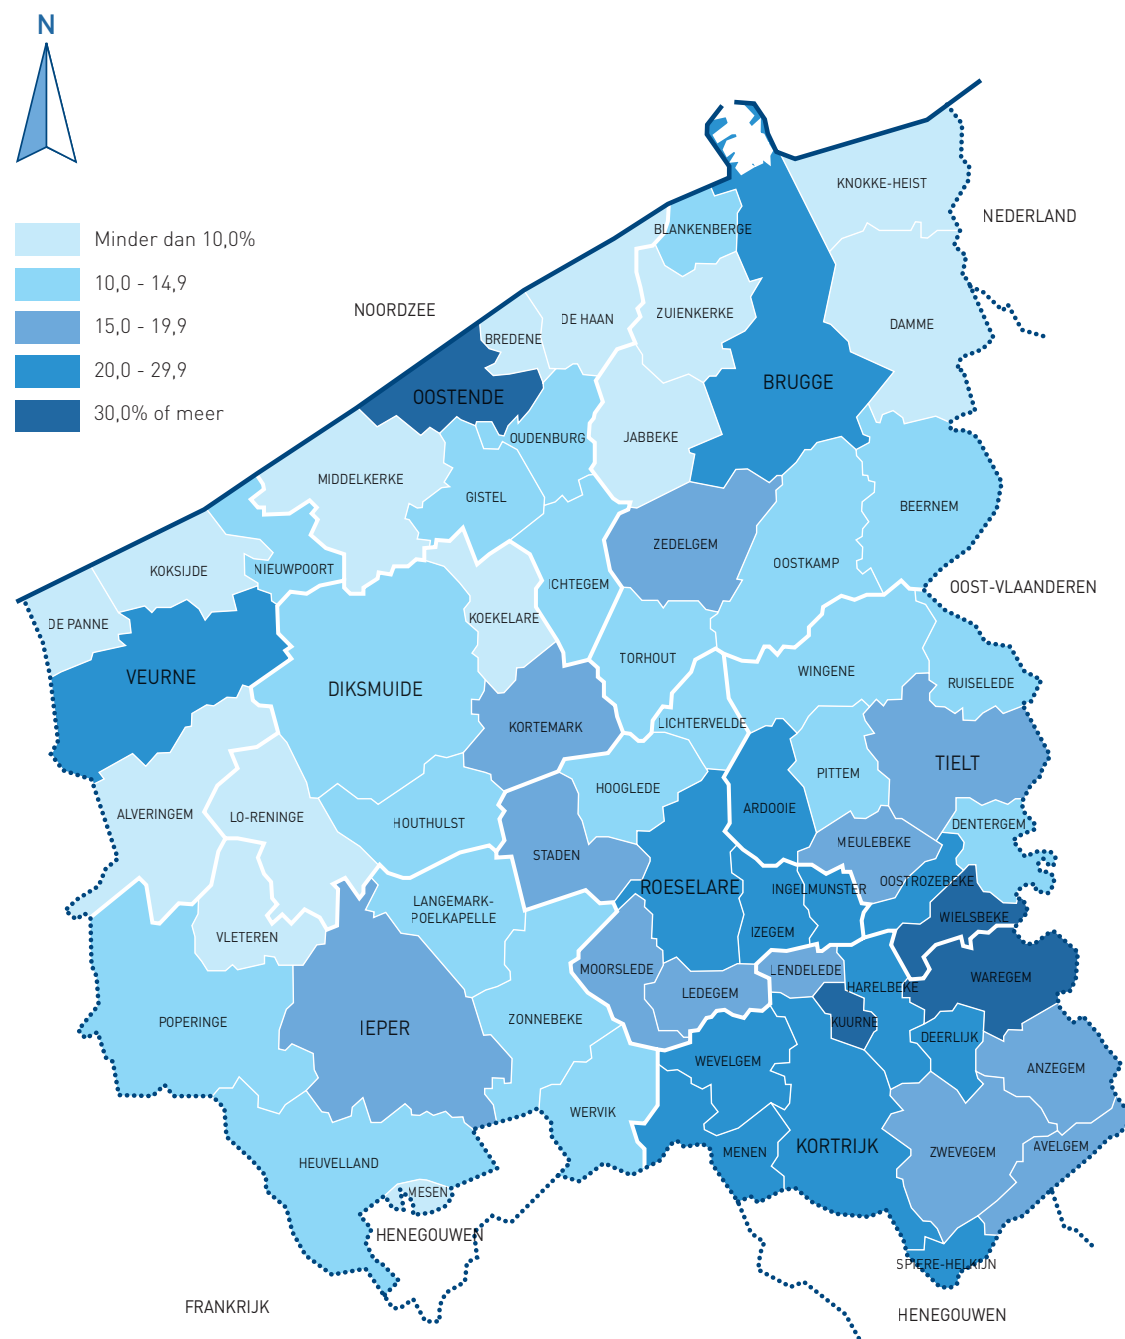 N
Minder dan 10,0%
10,0 - 14,9
15,0 - 19,9
20,0 - 29,9
30,0% of meer
KNOKKE-HEIST
NEDERLAND
BLANKENBERGE
NOORDZEE
DE HAAN
ZUIENKERKE
DAMME
BREDENE
BRUGGE
OOSTENDE
OUDENBURG
JABBEKE
MIDDELKERKE
GISTEL
BEERNEM
ZEDELGEM
OOSTKAMP
KOKSIJDE
NIEUWPOORT
ICHTEGEM
OOST-VLAANDEREN
DE PANNE
KOEKELARE
TORHOUT
VEURNE
DIKSMUIDE
WINGENE
RUISELEDE
KORTEMARK
LICHTERVELDE
TIELT
PITTEM
HOOGLEDE
ARDOOIE
ALVERINGEM
LO-RENINGE
HOUTHULST
DENTERGEM
MEULEBEKE
STADEN
OOSTROZEBEKE
ROESELARE
INGELMUNSTER
LANGEMARK-
POELKAPELLE
WIELSBEKE
VLETEREN
IZEGEM
MOORSLEDE
LENDELEDE
WAREGEM
LEDEGEM
HARELBEKE
POPERINGE
IEPER
ZONNEBEKE
KUURNE
DEERLIJK
WEVELGEM
ANZEGEM
WERVIK
HEUVELLAND
MENEN
KORTRIJK
ZWEVEGEM
AVELGEM
MESEN
HENEGOUWEN
SPIERE-HELKIJN
FRANKRIJK
HENEGOUWEN